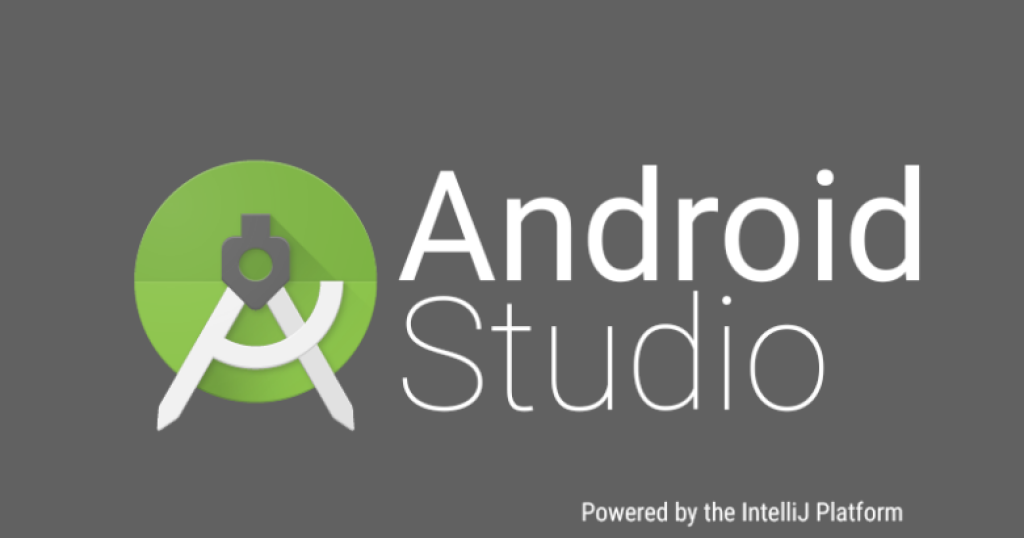 Android
Studio
Powered by the IntelliJ Platform